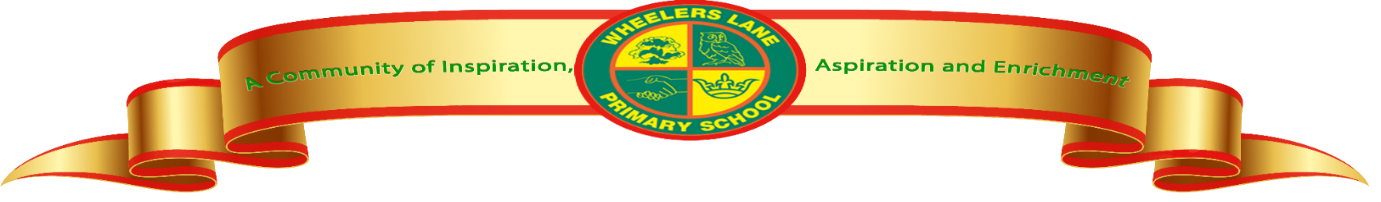 WHEELERS LANE
A Community of Inspiration,
Aspiration and Enrichment
PRIMARY SCHOOL